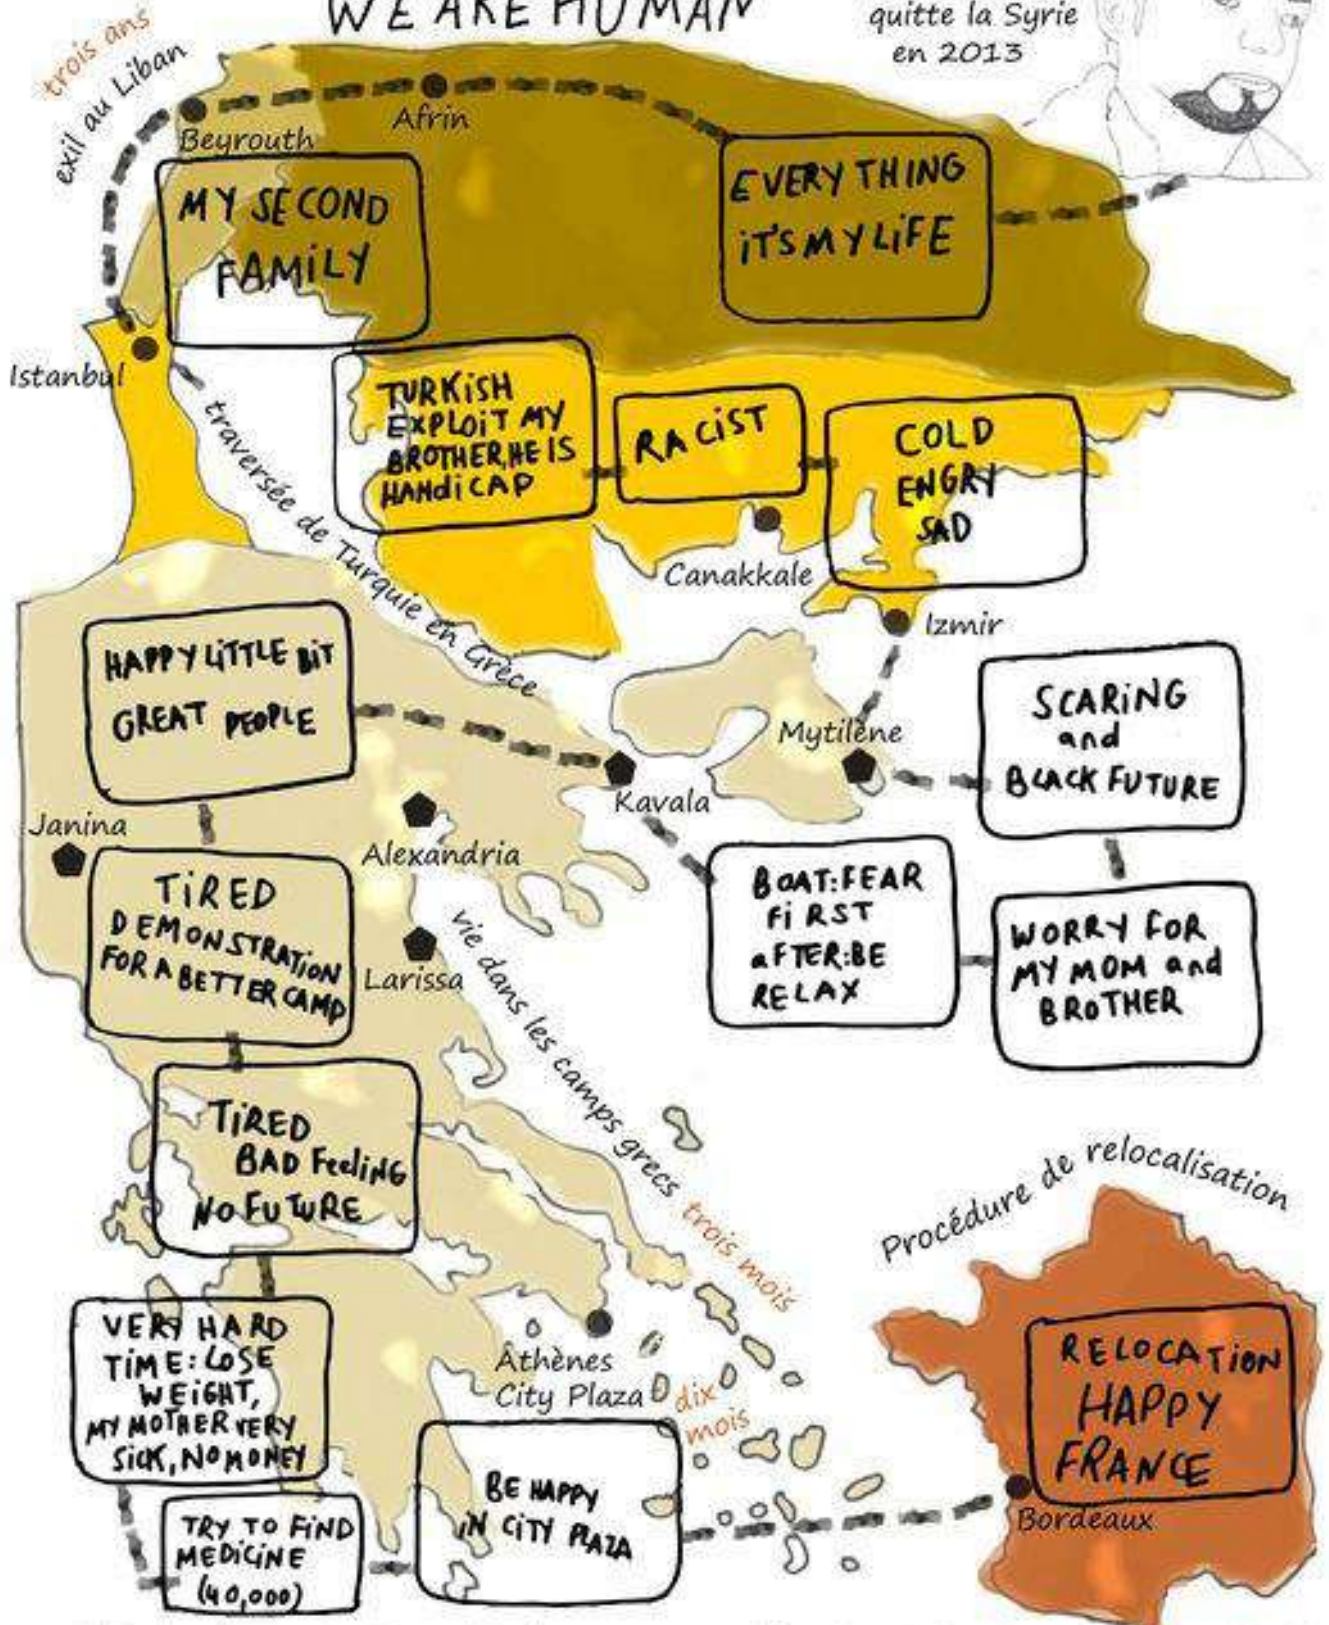 WE ARE HUMAN
quitte la Syrie
en 2013
trois ans
exil au Liban
Beyrouth
Afrin
EVERY THING
iT'S MY LiFE
MY SECOND
FAMiLY
Istanbul
TURKiSH
EXPLOiT MY
BROTHER, HE IS
HANdiCAP
RACiST
COLD
ENGRY
SAD
Canakkale
Izmir
traversée de Turquie en Grèce
Mytilène
SCARiNG
and
BLACK FUTURE
WORRY FOR
MY MOM and
BROTHER
BOAT:FEAR
FiRST
aFTER:BE
RELAX
Kavala
HAPPY LiTTLE BiT
GREAT PEOPLE
Janina
Alexandria
Larissa
TiRED
DEMONSTRATiON
FOR A BETTER CAMP
vie dans les camps grecs trois mois
TiRED
BAD FeeliNG
NO FUTURE
VERY HARD
TiME: LOSE
WEiGHT,
MY MOTHER VERY
SiCK, NO MONEY
TRY TO FiND
MEDiCiNE
(40,000)
Athènes
City Plaza
dix
mois
BE HAPPY
iN CiTY PLAZA
Procédure de relocalisation
RELOCATiON
HAPPY
FRANCE
Bordeaux